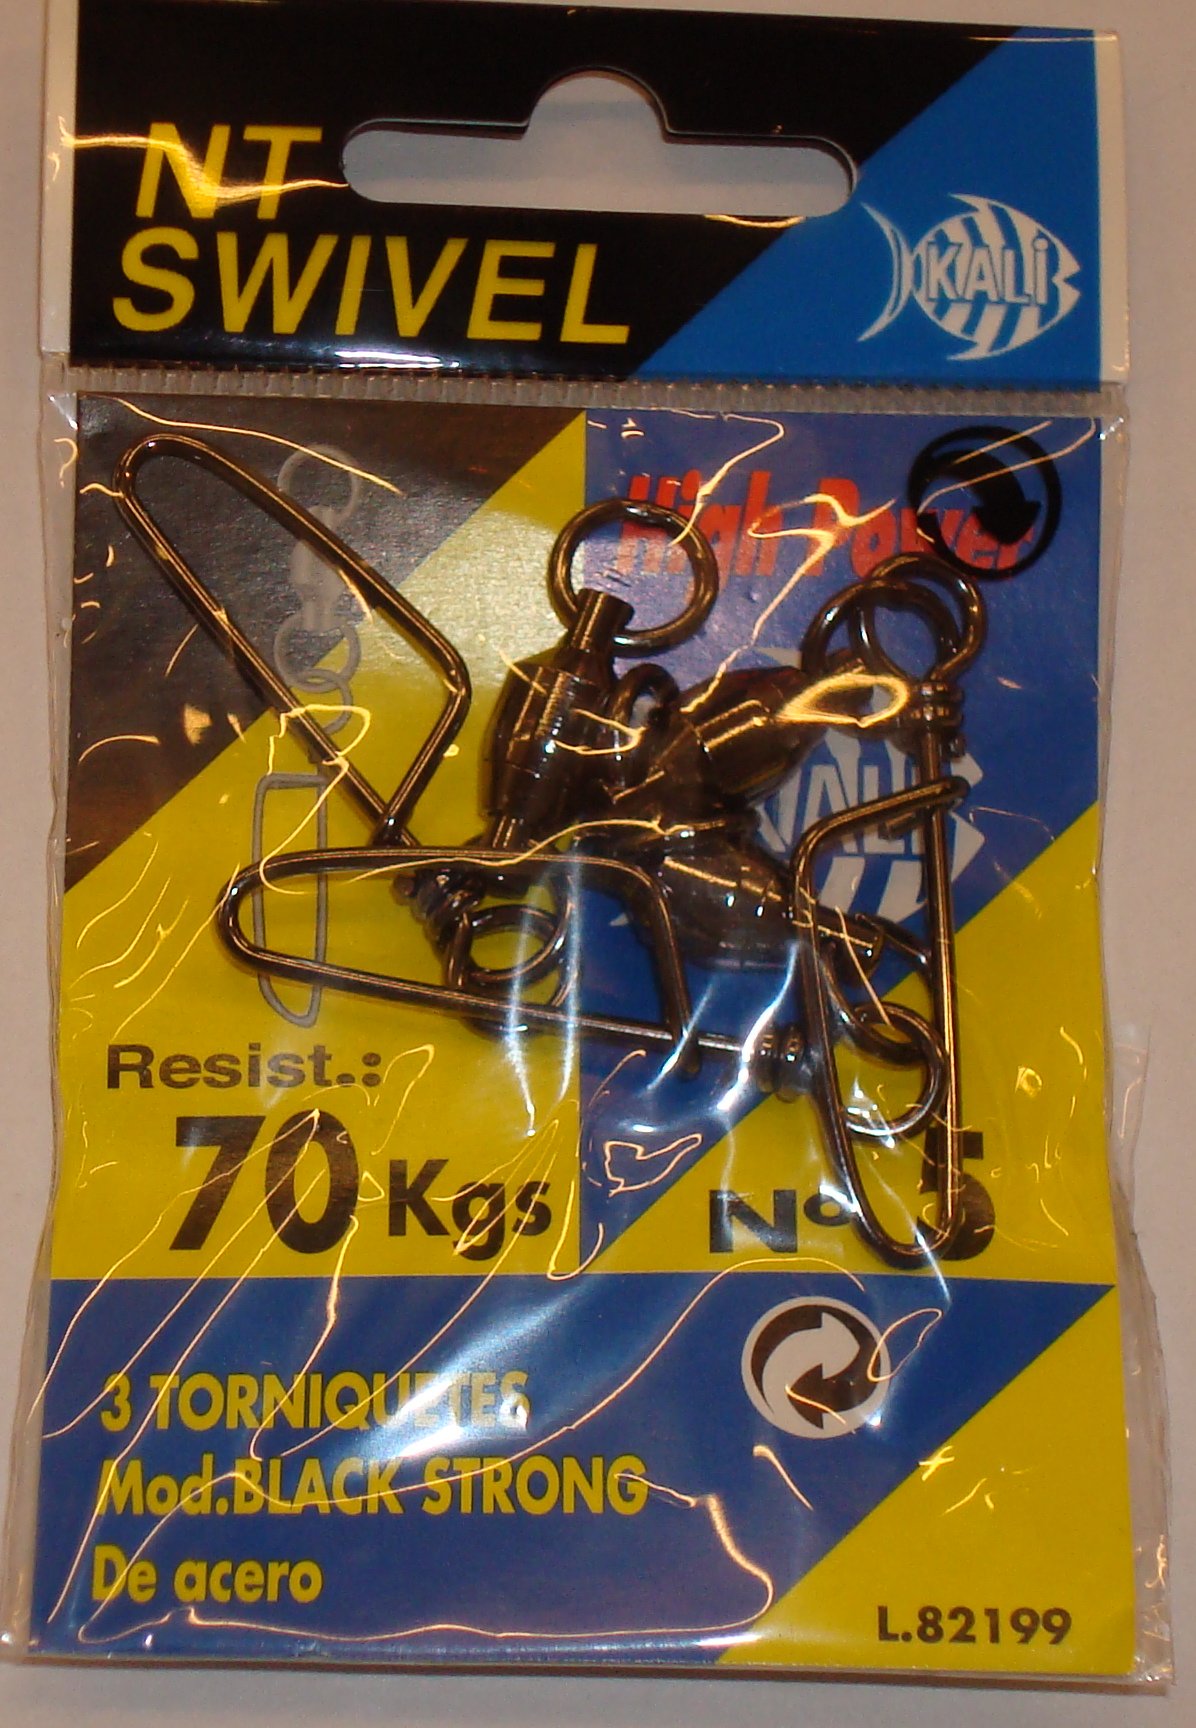 NT
SWIVEL
KALI
High Power
KALI
Resist.:
70 Kgs
Nº 5
3 TORNIQUETES
Mod.BLACK STRONG
De acero
L.82199